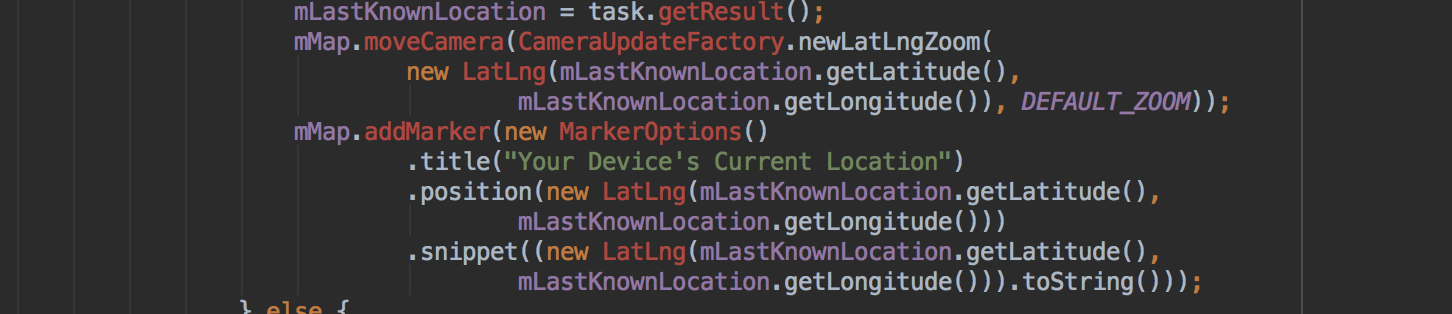 mLastKnownLocation = task.getResult();
mMap.moveCamera(CameraUpdateFactory.newLatLngZoom(
new LatLng(mLastKnownLocation.getLatitude(),
mLastKnownLocation.getLongitude()), DEFAULT_ZOOM));
mMap.addMarker(new MarkerOptions()
.title("Your Device's Current Location")
.position(new LatLng(mLastKnownLocation.getLatitude(),
mLastKnownLocation.getLongitude()))
.snippet((new LatLng(mLastKnownLocation.getLatitude(),
mLastKnownLocation.getLongitude())).toString()));
} else {